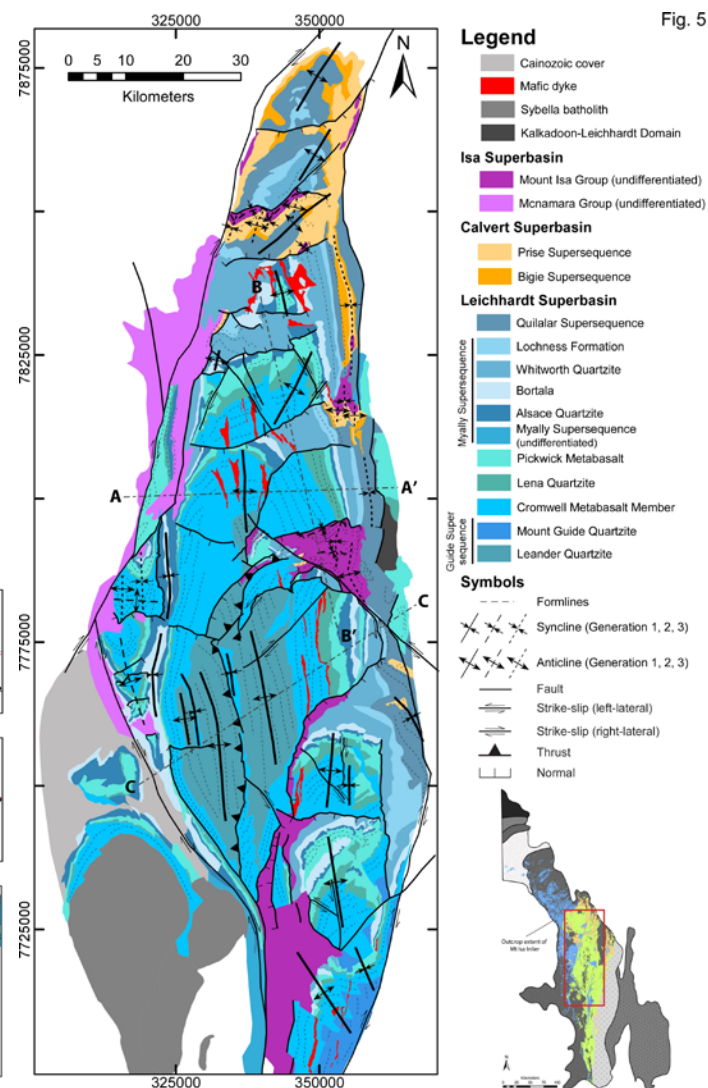 Fig. 5
325000 350000
7875000
N
0 5 10 20 30
Kilometers
B
7825000
A A'
C
7775000
B'
C
7725000
325000 350000
Legend
Cainozoic cover
Mafic dyke
Sybella batholith
Kalkadoon-Leichhardt Domain
Isa Superbasin
Mount Isa Group (undifferentiated)
Mcnamara Group (undifferentiated)
Calvert Superbasin
Prise Supersequence
Bigie Supersequence
Leichhardt Superbasin
Quilalar Supersequence
Lochness Formation
Whitworth Quartzite
Bortala
Alsace Quartzite
Myally Supersequence
(undifferentiated)
Pickwick Metabasalt
Lena Quartzite
Cromwell Metabasalt Member
Mount Guide Quartzite
Leander Quartzite
Myally Supersequence
Guide Super
sequence
Symbols
Formlines
Syncline (Generation 1, 2, 3)
Anticline (Generation 1, 2, 3)
Fault
Strike-slip (left-lateral)
Strike-slip (right-lateral)
Thrust
Normal
Outcrop extent of
Mt Isa Inlier
N